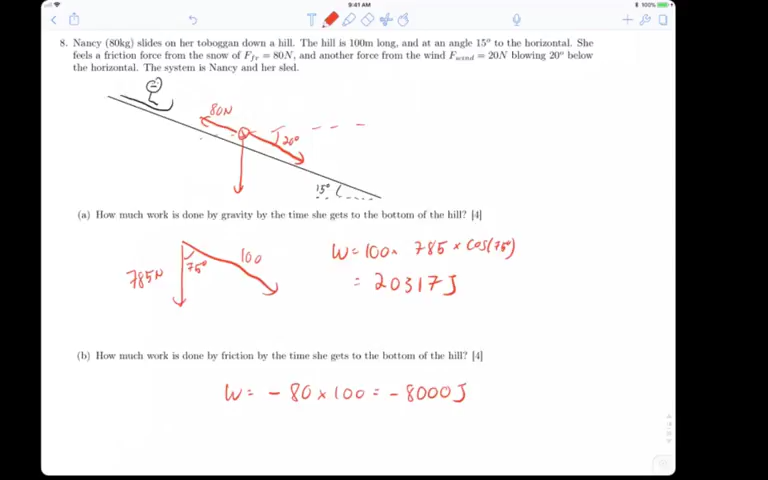 9:41 AM
100%
8. Nancy (80kg) slides on her toboggan down a hill. The hill is 100m long, and at an angle 15° to the horizontal. She
feels a friction force from the snow of F_fr = 80N, and another force from the wind F_wind = 20N blowing 20° below
the horizontal. The system is Nancy and her sled.
80N
20°
15°
(a) How much work is done by gravity by the time she gets to the bottom of the hill? [4]
785N
75°
100
W = 100 × 785 × cos(75°)
= 20317 J
(b) How much work is done by friction by the time she gets to the bottom of the hill? [4]
W = - 80 × 100 = - 8000 J